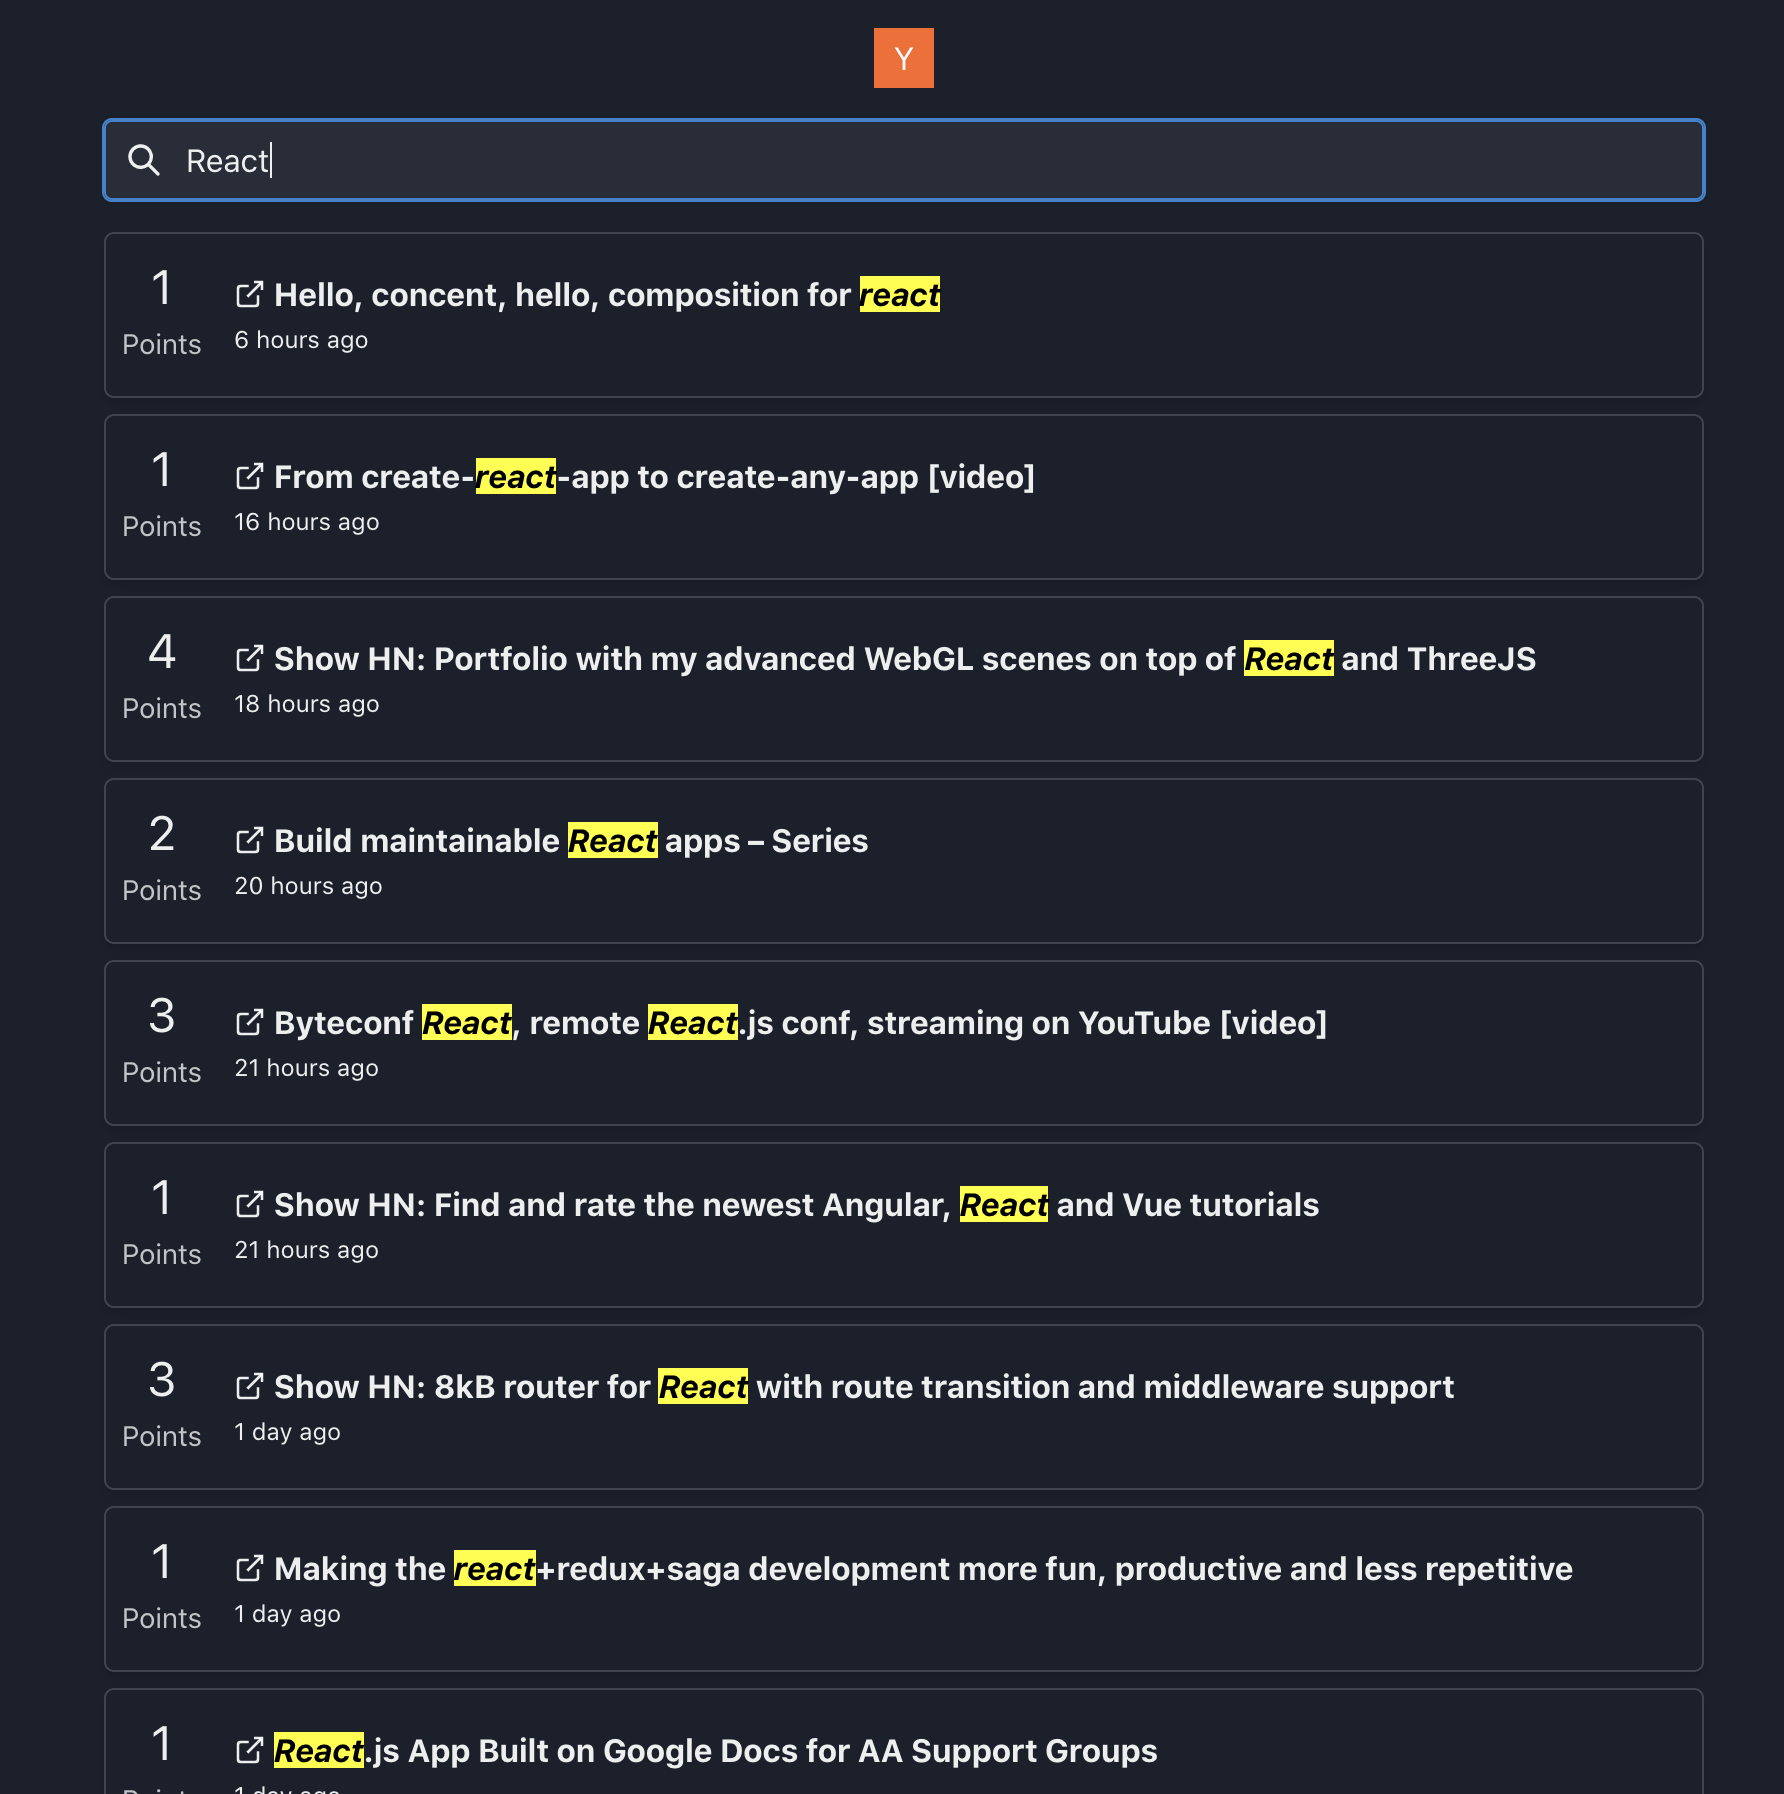 Y
React
1
Points
Hello, concent, hello, composition for react
6 hours ago
1
Points
From create-react-app to create-any-app [video]
16 hours ago
4
Points
Show HN: Portfolio with my advanced WebGL scenes on top of React and ThreeJS
18 hours ago
2
Points
Build maintainable React apps – Series
20 hours ago
3
Points
Byteconf React, remote React.js conf, streaming on YouTube [video]
21 hours ago
1
Points
Show HN: Find and rate the newest Angular, React and Vue tutorials
21 hours ago
3
Points
Show HN: 8kB router for React with route transition and middleware support
1 day ago
1
Points
Making the react+redux+saga development more fun, productive and less repetitive
1 day ago
1
Points
React.js App Built on Google Docs for AA Support Groups
1 day ago